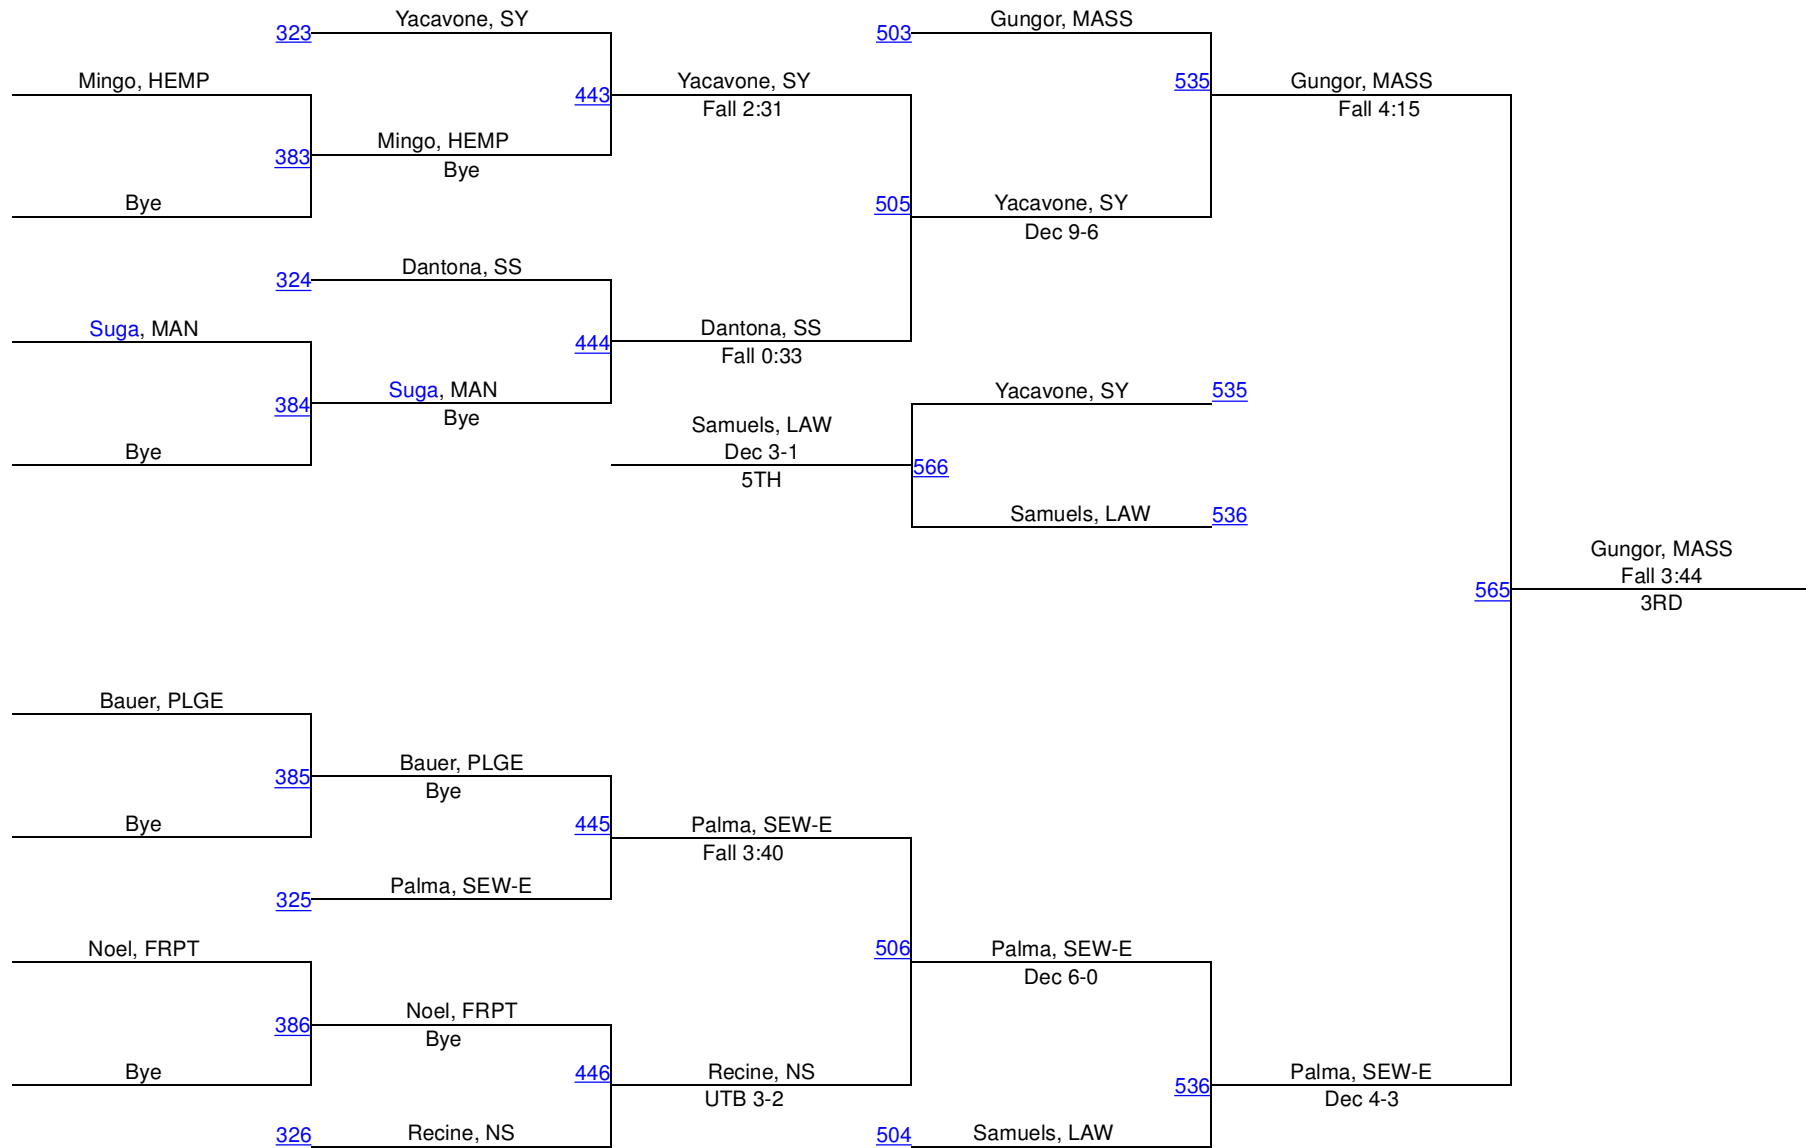 323
Yacavone, SY
503
Gungor, MASS
Mingo, HEMP
443
Yacavone, SY
535
Gungor, MASS
Fall 2:31
Fall 4:15
383
Mingo, HEMP
Bye
Bye
505
Yacavone, SY
Dec 9-6
324
Dantona, SS
Suga, MAN
444
Dantona, SS
Fall 0:33
384
Suga, MAN
Bye
Yacavone, SY
535
Samuels, LAW
Bye
Dec 3-1
566
5TH
Samuels, LAW
536
Gungor, MASS
565
Fall 3:44
3RD
Bauer, PLGE
385
Bauer, PLGE
Bye
Bye
445
Palma, SEW-E
Fall 3:40
325
Palma, SEW-E
Noel, FRPT
506
Palma, SEW-E
Dec 6-0
386
Noel, FRPT
Bye
Bye
446
Recine, NS
536
Palma, SEW-E
UTB 3-2
Dec 4-3
326
Recine, NS
504
Samuels, LAW